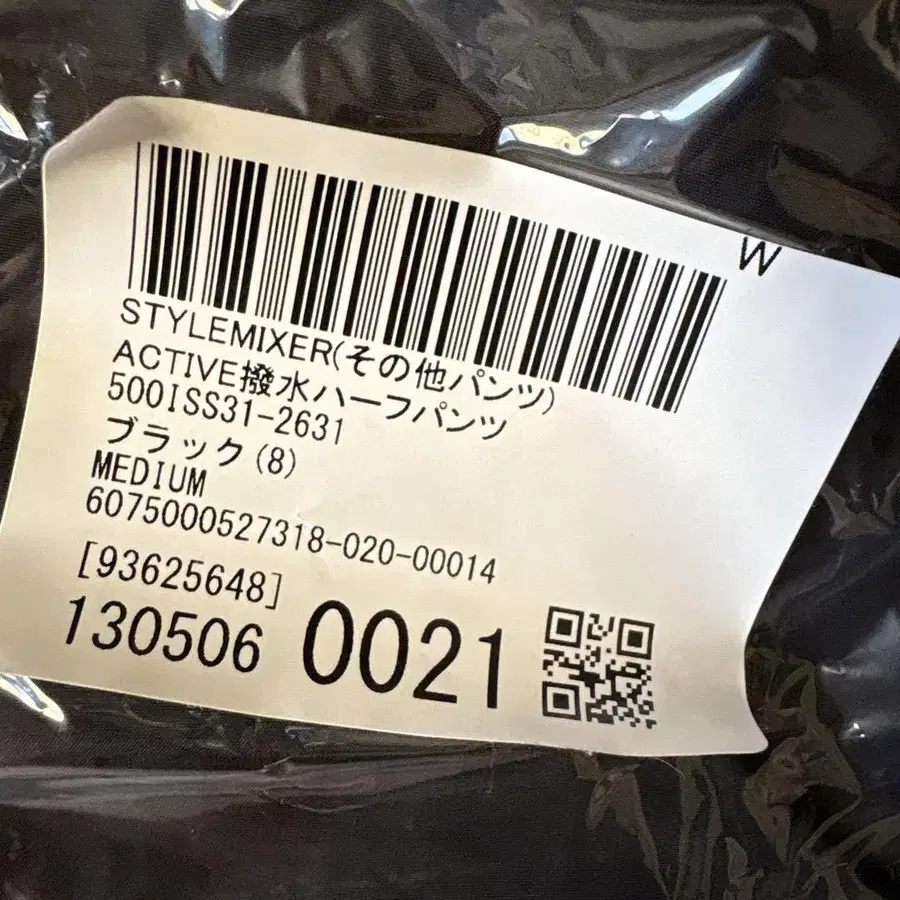 W
STYLEMIXER(その他パンツ)
ACTIVE撥水ハーフパンツ
500ISS31-2631
ブラック(8)
MEDIUM
6075000527318-020-00014
[93625648]
130506 0021